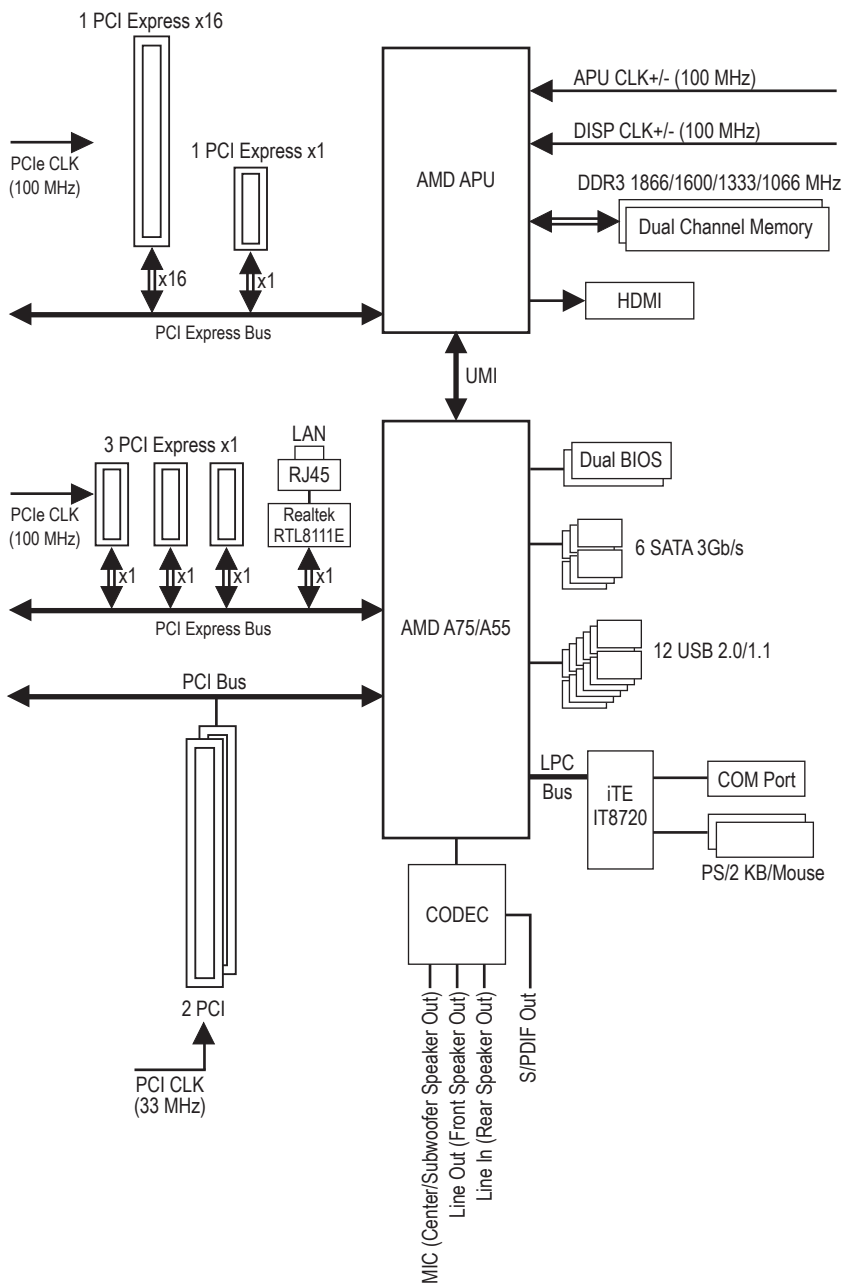 1 PCI Express x16
PCIe CLK
(100 MHz)
1 PCI Express x1
x16
x1
PCI Express Bus
AMD APU
APU CLK+/- (100 MHz)
DISP CLK+/- (100 MHz)
DDR3 1866/1600/1333/1066 MHz
Dual Channel Memory
HDMI
UMI
3 PCI Express x1
PCIe CLK
(100 MHz)
LAN
RJ45
Realtek
RTL8111E
x1
x1
x1
x1
PCI Express Bus
AMD A75/A55
Dual BIOS
6 SATA 3Gb/s
12 USB 2.0/1.1
PCI Bus
LPC
Bus
iTE
IT8720
COM Port
PS/2 KB/Mouse
CODEC
2 PCI
PCI CLK
(33 MHz)
MIC (Center/Subwoofer Speaker Out)
Line Out (Front Speaker Out)
Line In (Rear Speaker Out)
S/PDIF Out